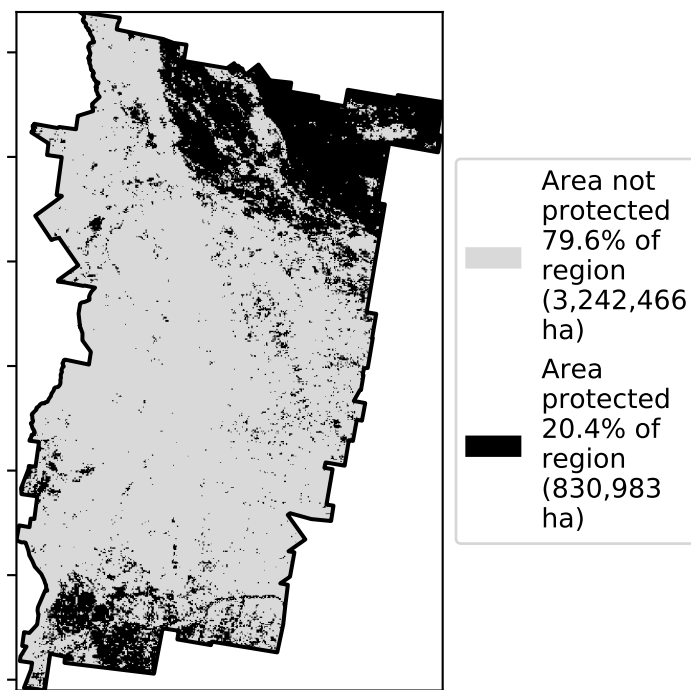 Area not
protected
79.6% of
region
(3,242,466
ha)
Area
protected
20.4% of
region
(830,983
ha)